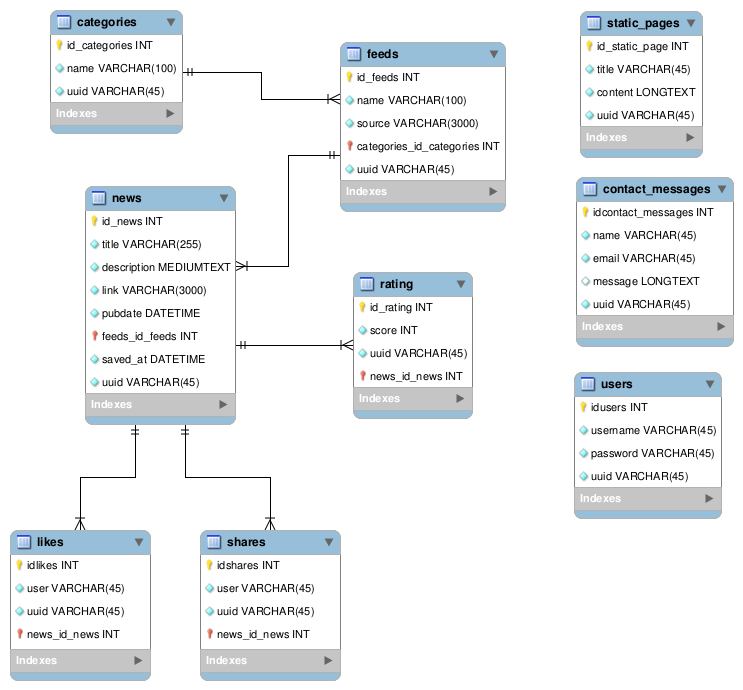 categories
id_categories INT
name VARCHAR(100)
uuid VARCHAR(45)
Indexes
feeds
id_feeds INT
name VARCHAR(100)
source VARCHAR(3000)
categories_id_categories INT
uuid VARCHAR(45)
Indexes
static_pages
id_static_page INT
title VARCHAR(45)
content LONGTEXT
uuid VARCHAR(45)
Indexes
news
id_news INT
title VARCHAR(255)
description MEDIUMTEXT
link VARCHAR(3000)
pubdate DATETIME
feeds_id_feeds INT
saved_at DATETIME
uuid VARCHAR(45)
Indexes
rating
id_rating INT
score INT
uuid VARCHAR(45)
news_id_news INT
Indexes
contact_messages
idcontact_messages INT
name VARCHAR(45)
email VARCHAR(45)
message LONGTEXT
uuid VARCHAR(45)
Indexes
users
idusers INT
username VARCHAR(45)
password VARCHAR(45)
uuid VARCHAR(45)
Indexes
likes
idlikes INT
user VARCHAR(45)
uuid VARCHAR(45)
news_id_news INT
Indexes
shares
idshares INT
user VARCHAR(45)
uuid VARCHAR(45)
news_id_news INT
Indexes